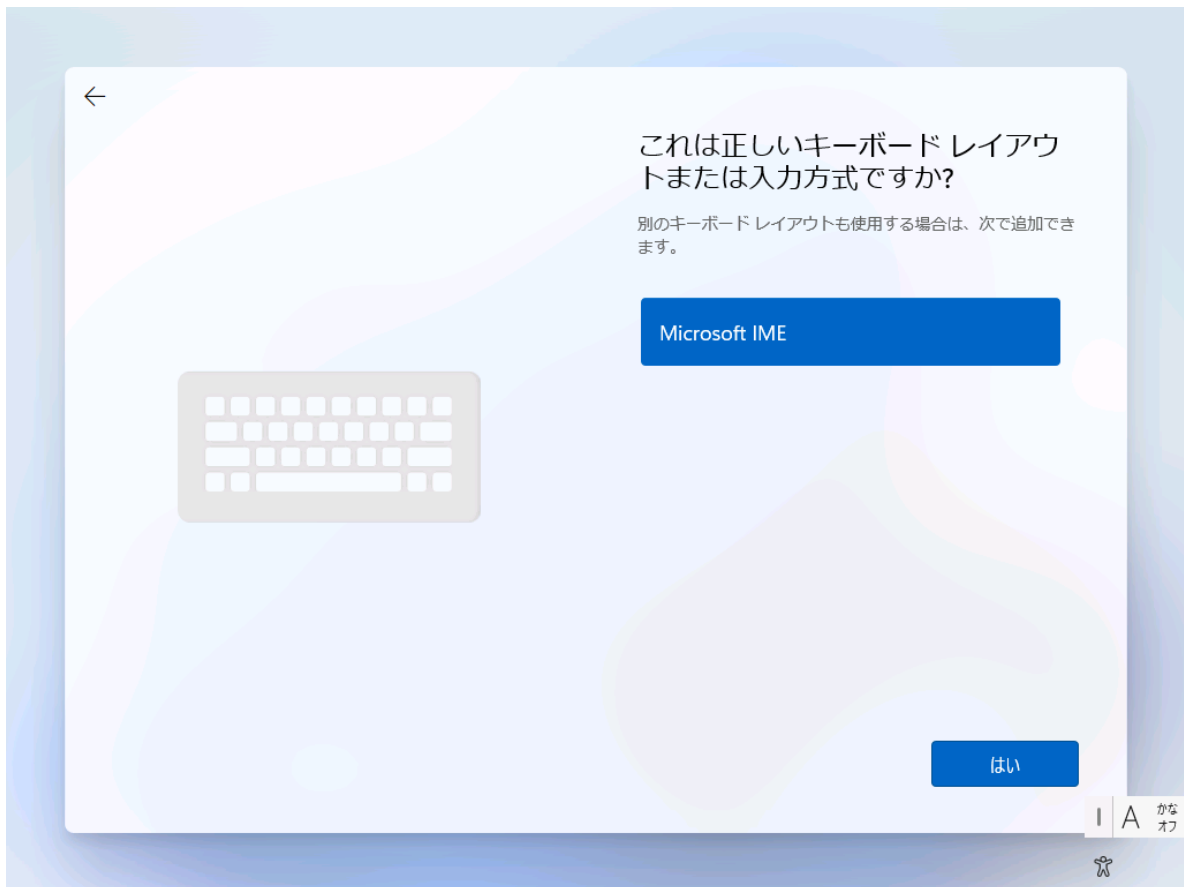 これは正しいキーボード レイアウ
トまたは入力方式ですか?
別のキーボード レイアウトも使用する場合は、次で追加でき
ます。
Microsoft IME
はい
A
かな
オフ